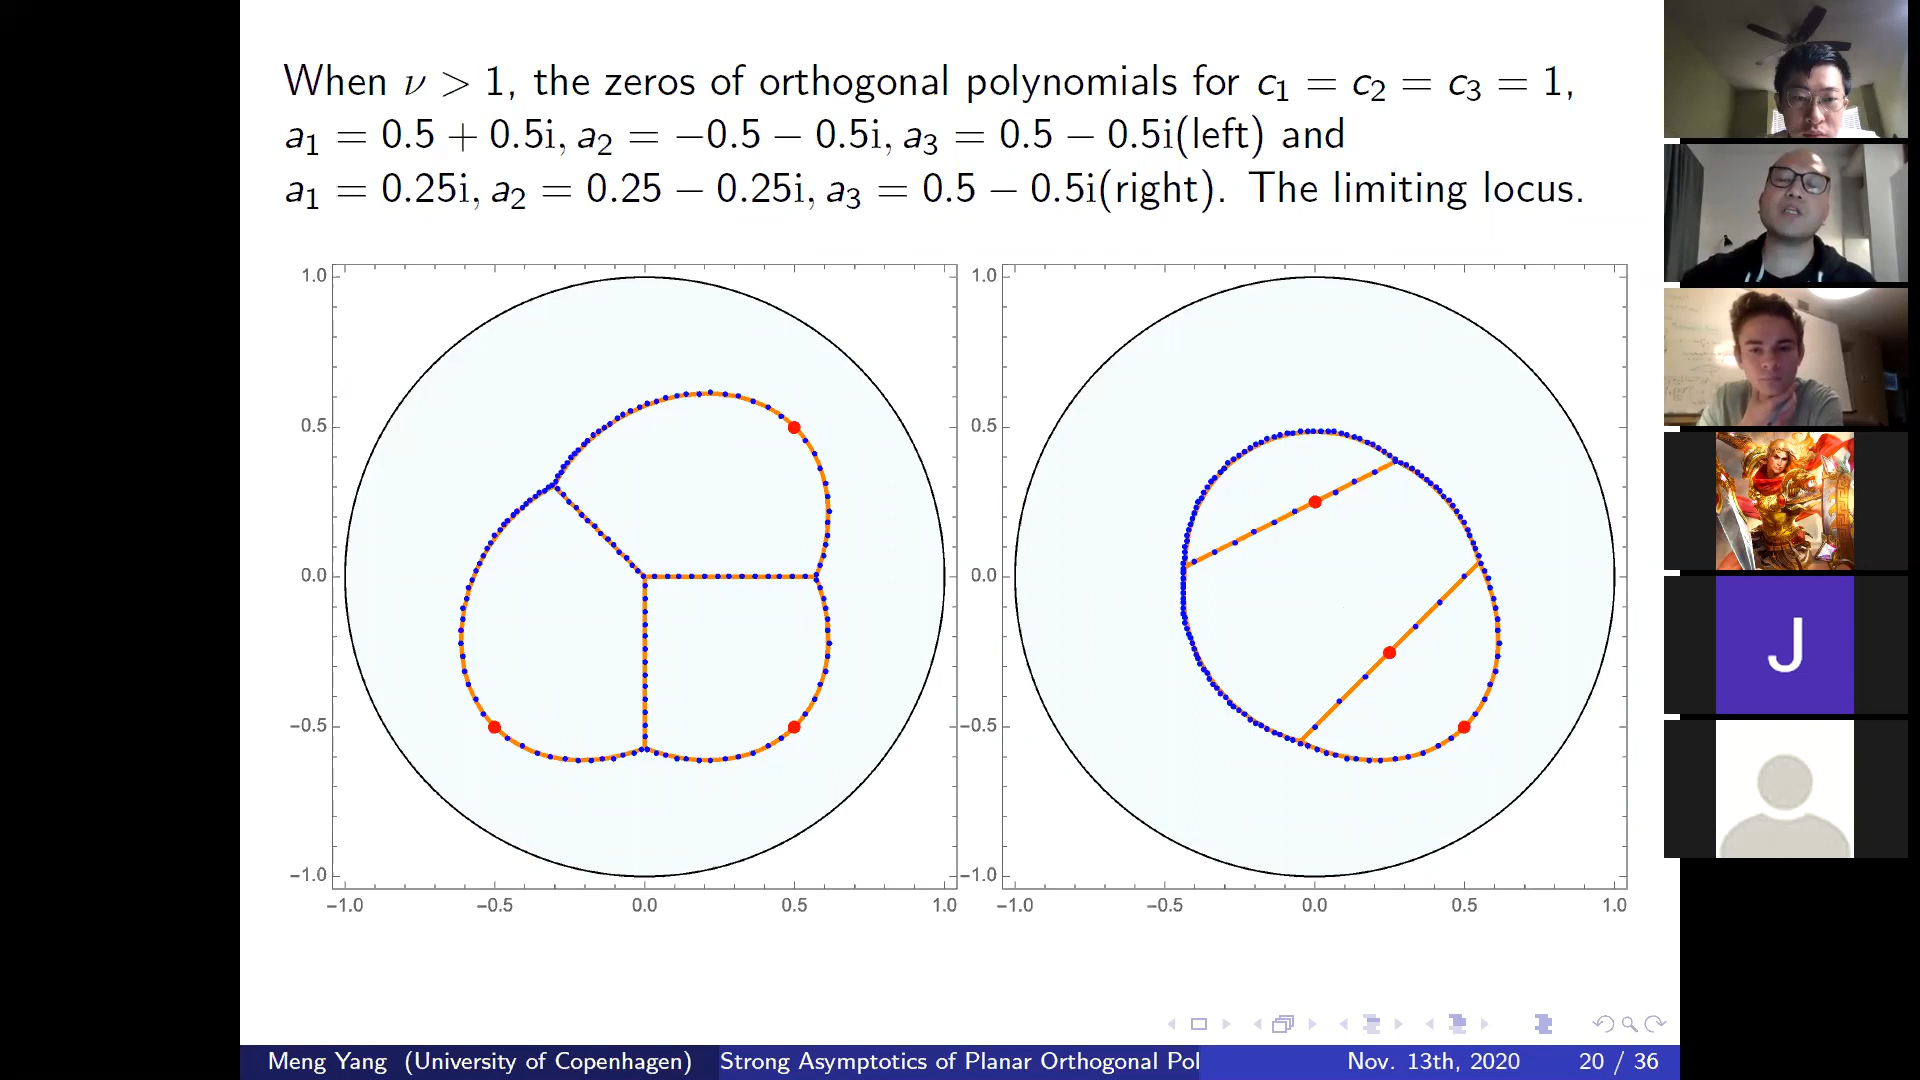 When ν > 1, the zeros of orthogonal polynomials for c₁ = c₂ = c₃ = 1,
a₁ = 0.5 + 0.5i, a₂ = −0.5 − 0.5i, a₃ = 0.5 − 0.5i(left) and
a₁ = 0.25i, a₂ = 0.25 − 0.25i, a₃ = 0.5 − 0.5i(right). The limiting locus.
1.0
0.5
0.0
−0.5
−1.0
−1.0 −0.5 0.0 0.5 1.0
1.0
0.5
0.0
−0.5
−1.0
−1.0 −0.5 0.0 0.5 1.0
J
Meng Yang (University of Copenhagen) Strong Asymptotics of Planar Orthogonal Pol Nov. 13th, 2020 20 / 36